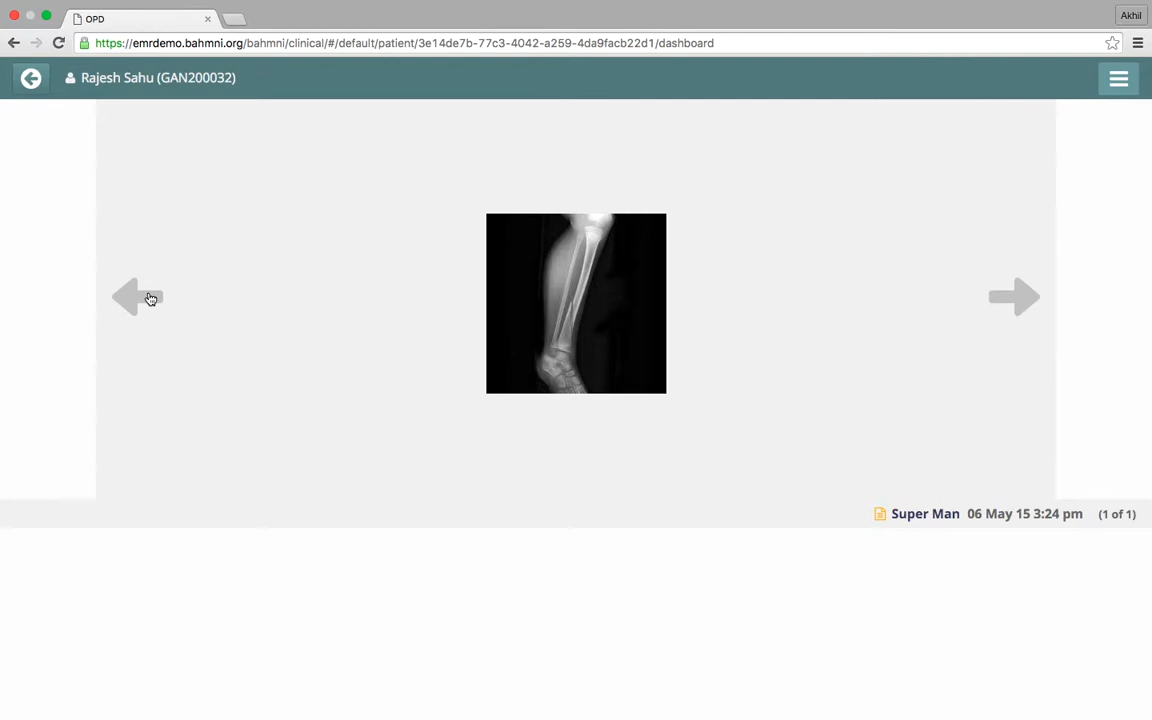 OPD
Akhil
https://emrdemo.bahmni.org/bahmni/clinical/#/default/patient/3e14de7b-77c3-4042-a259-4da9facb22d1/dashboard
Rajesh Sahu (GAN200032)
Super Man 06 May 15 3:24 pm (1 of 1)